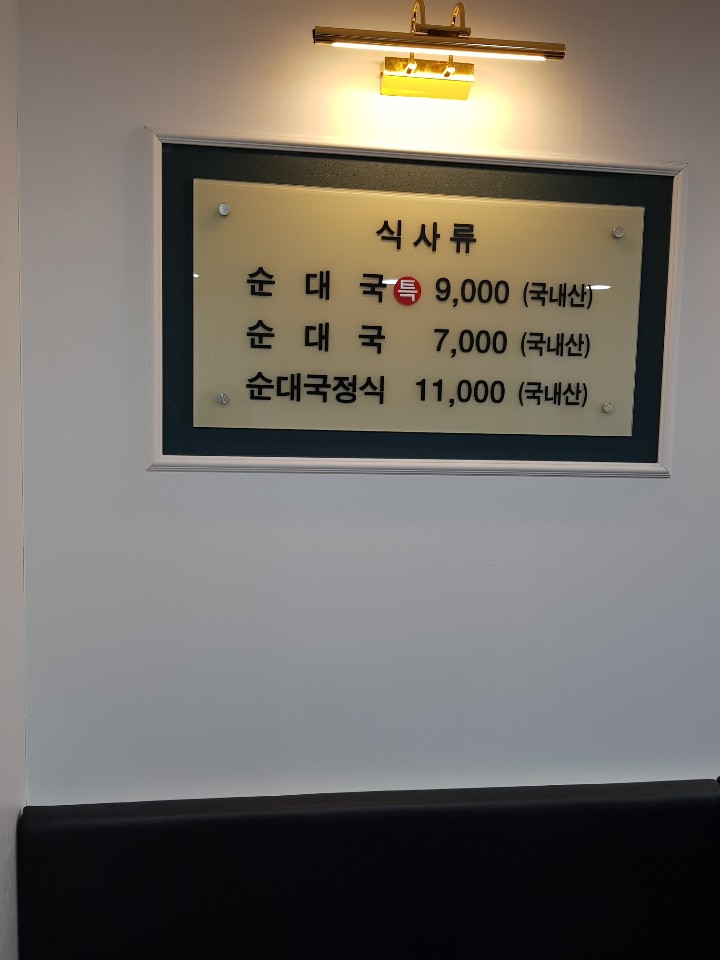 식사류
순대국 특 9,000 (국내산)
순대국 7,000 (국내산)
순대국정식 11,000 (국내산)